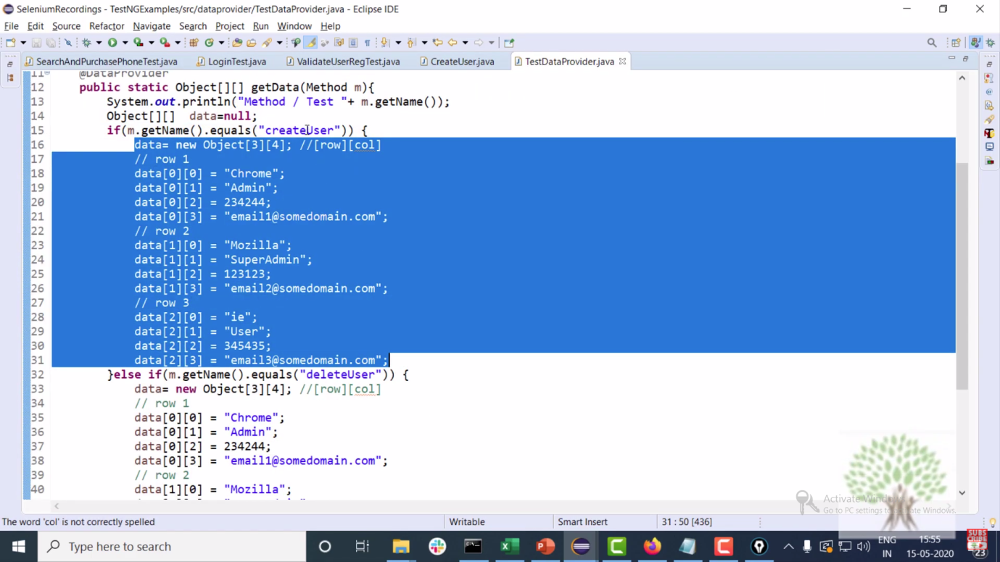 SeleniumRecordings - TestNGExamples/src/dataprovider/TestDataProvider.java - Eclipse IDE
File Edit Source Refactor Navigate Search Project Run Window Help
SearchAndPurchasePhoneTest.java LoginTest.java ValidateUserRegTest.java CreateUser.java TestDataProvider.java
11 @DataProvider
12 public static Object[][] getData(Method m){
13 System.out.println("Method / Test "+ m.getName());
14 Object[][] data=null;
15 if(m.getName().equals("createUser")) {
16 data= new Object[3][4]; //[row][col]
17 // row 1
18 data[0][0] = "Chrome";
19 data[0][1] = "Admin";
20 data[0][2] = 234244;
21 data[0][3] = "email1@somedomain.com";
22 // row 2
23 data[1][0] = "Mozilla";
24 data[1][1] = "SuperAdmin";
25 data[1][2] = 123123;
26 data[1][3] = "email2@somedomain.com";
27 // row 3
28 data[2][0] = "ie";
29 data[2][1] = "User";
30 data[2][2] = 345435;
31 data[2][3] = "email3@somedomain.com";
32 }else if(m.getName().equals("deleteUser")) {
33 data= new Object[3][4]; //[row][col]
34 // row 1
35 data[0][0] = "Chrome";
36 data[0][1] = "Admin";
37 data[0][2] = 234244;
38 data[0][3] = "email1@somedomain.com";
39 // row 2
40 data[1][0] = "Mozilla";
Activate Windows
Go to PC settings to activate Windows.
The word 'col' is not correctly spelled Writable Smart Insert 31 : 50 [436]
Type here to search
ENG 15:55
IN 15-05-2020
SUBSCRIBE
23